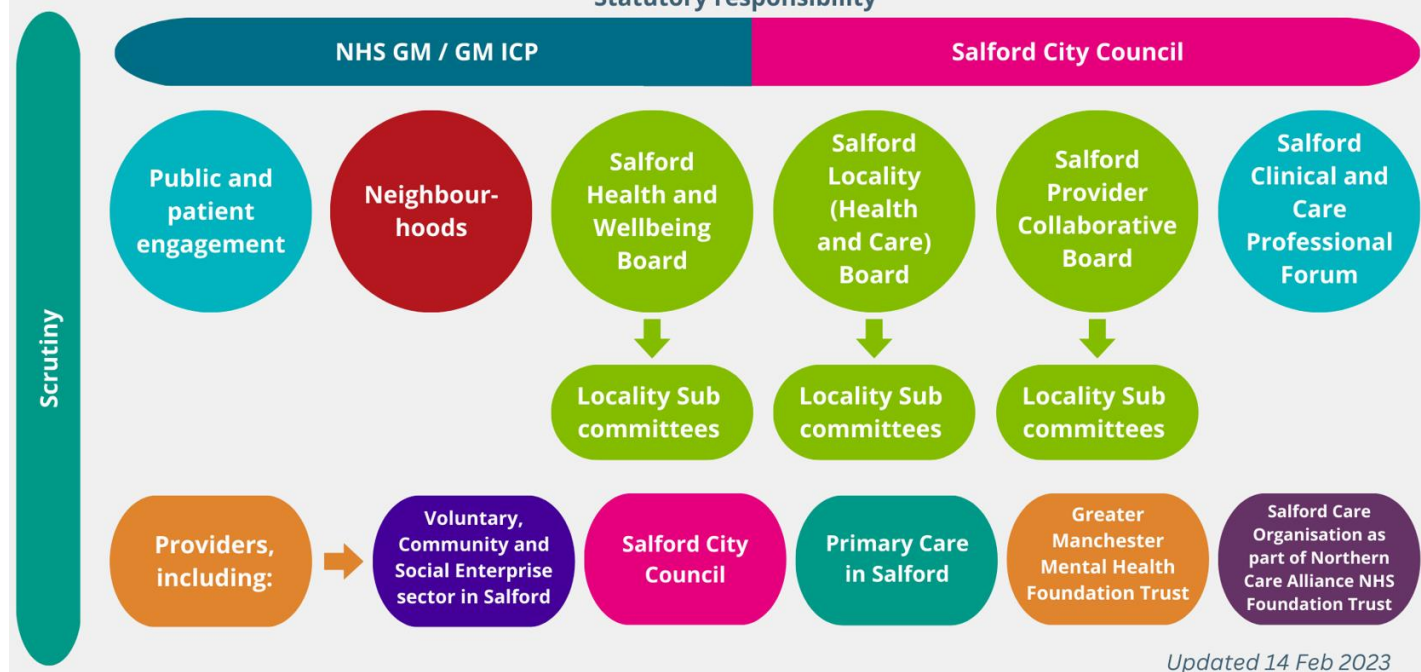 Statutory responsibility
NHS GM / GM ICP
Salford City Council
Scrutiny
Public and
patient
engagement
Neighbour-
hoods
Salford
Health and
Wellbeing
Board
Salford
Locality
(Health
and Care)
Board
Salford
Provider
Collaborative
Board
Salford
Clinical and
Care
Professional
Forum
Locality Sub
committees
Locality Sub
committees
Locality Sub
committees
Providers,
including:
Voluntary,
Community and
Social Enterprise
sector in Salford
Salford City
Council
Primary Care
in Salford
Greater
Manchester
Mental Health
Foundation Trust
Salford Care
Organisation as
part of Northern
Care Alliance NHS
Foundation Trust
Updated 14 Feb 2023